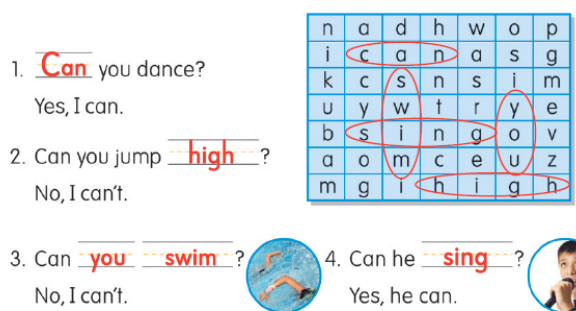 1. Can you dance?
Yes, I can.
2. Can you jump high?
No, I can't.
n a d h w o p
i c a n a s g
k c s n s i m
u y w t r y e
b s i n g o v
a o m c e u z
m g i h i g h
3. Can you swim?
No, I can't.
4. Can he sing?
Yes, he can.